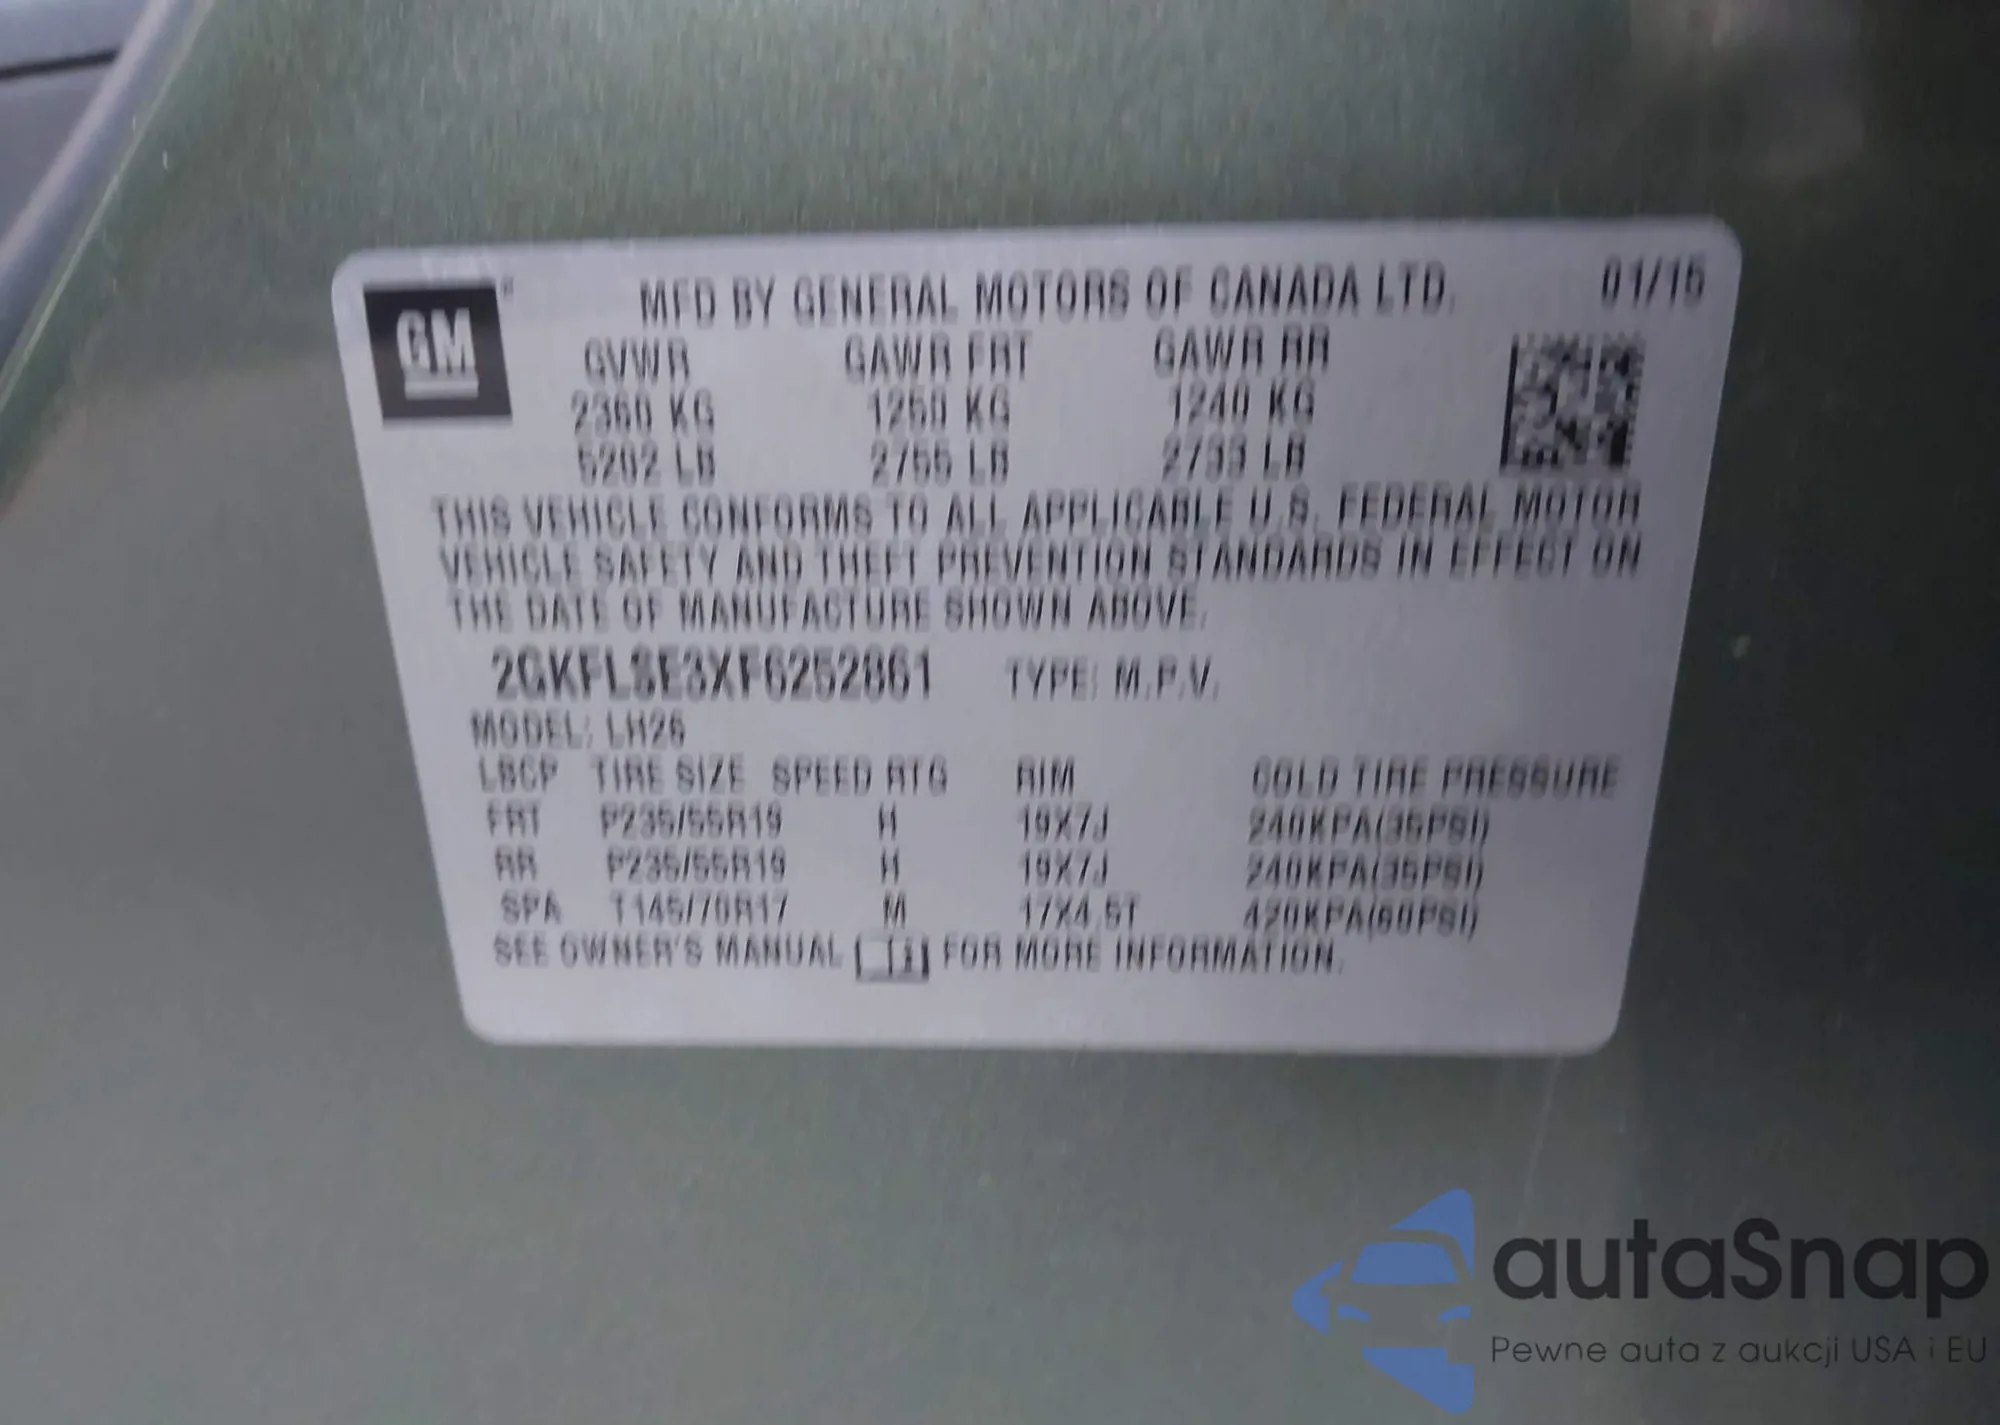 GM
MFD BY GENERAL MOTORS OF CANADA LTD. 01/15
GVWR GAWR FRT GAWR RR
2360 KG 1250 KG 1240 KG
5202 LB 2755 LB 2733 LB
THIS VEHICLE CONFORMS TO ALL APPLICABLE U.S. FEDERAL MOTOR
VEHICLE SAFETY AND THEFT PREVENTION STANDARDS IN EFFECT ON
THE DATE OF MANUFACTURE SHOWN ABOVE.
2GKFLSE3XF6252861 TYPE: M.P.V.
MODEL: LH26
LBCP TIRE SIZE SPEED RTG RIM COLD TIRE PRESSURE
FRT P235/55R19 H 19X7J 240KPA(35PSI)
RR P235/55R19 H 19X7J 240KPA(35PSI)
SPA T145/70R17 M 17X4.5T 420KPA(60PSI)
SEE OWNER'S MANUAL FOR MORE INFORMATION.
autaSnap
Pewne auta z aukcji USA i EU